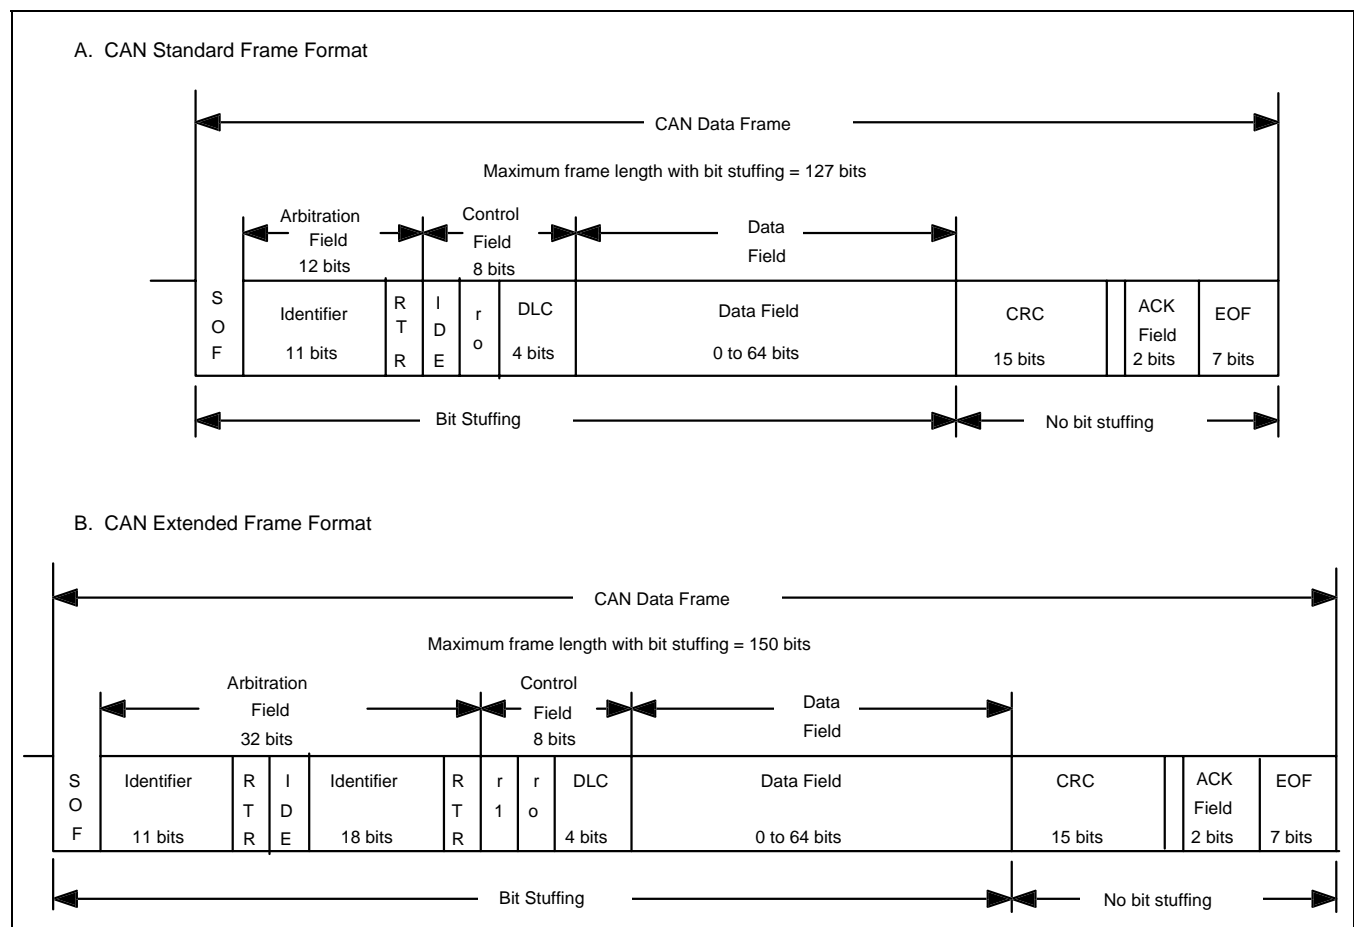 A. CAN Standard Frame Format
CAN Data Frame
Maximum frame length with bit stuffing = 127 bits
Arbitration
Field
12 bits
Control
Field
8 bits
Data
Field
S
O
F
Identifier
11 bits
R
T
R
I
D
E
r
o
DLC
4 bits
Data Field
0 to 64 bits
CRC
15 bits
ACK
Field
2 bits
EOF
7 bits
Bit Stuffing
No bit stuffing
B. CAN Extended Frame Format
CAN Data Frame
Maximum frame length with bit stuffing = 150 bits
Arbitration
Field
32 bits
Control
Field
8 bits
Data
Field
S
O
F
Identifier
11 bits
R
T
R
I
D
E
Identifier
18 bits
R
T
R
r
1
r
o
DLC
4 bits
Data Field
0 to 64 bits
CRC
15 bits
ACK
Field
2 bits
EOF
7 bits
Bit Stuffing
No bit stuffing